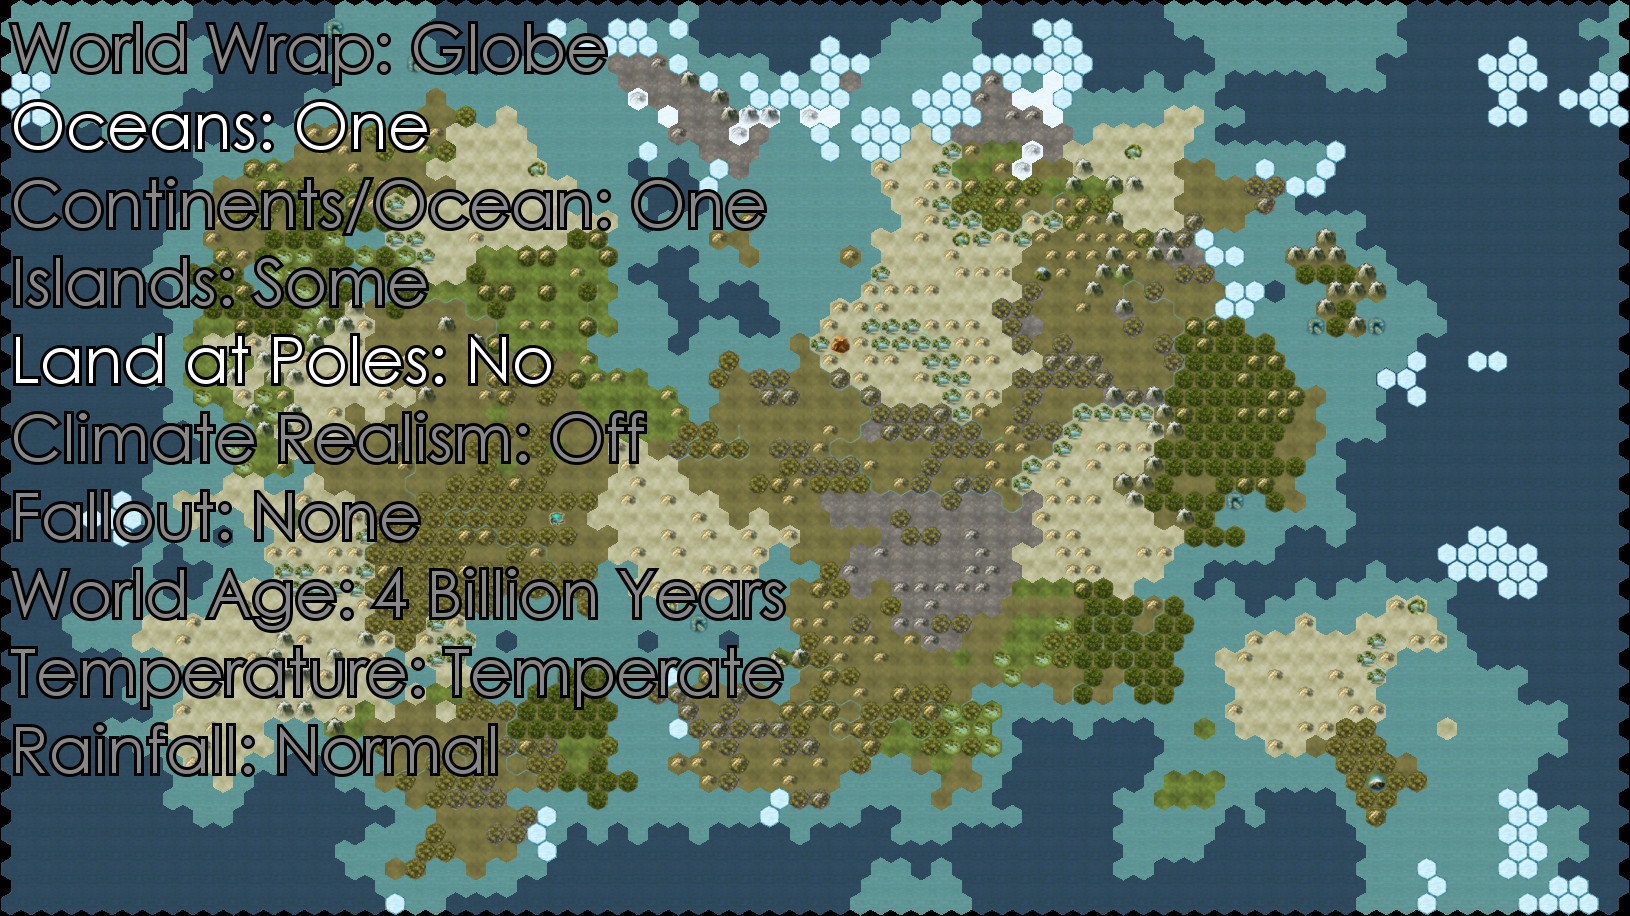 World Wrap: Globe
Oceans: One
Continents/Ocean: One
Islands: Some
Land at Poles: No
Climate Realism: Off
Fallout: None
World Age: 4 Billion Years
Temperature: Temperate
Rainfall: Normal